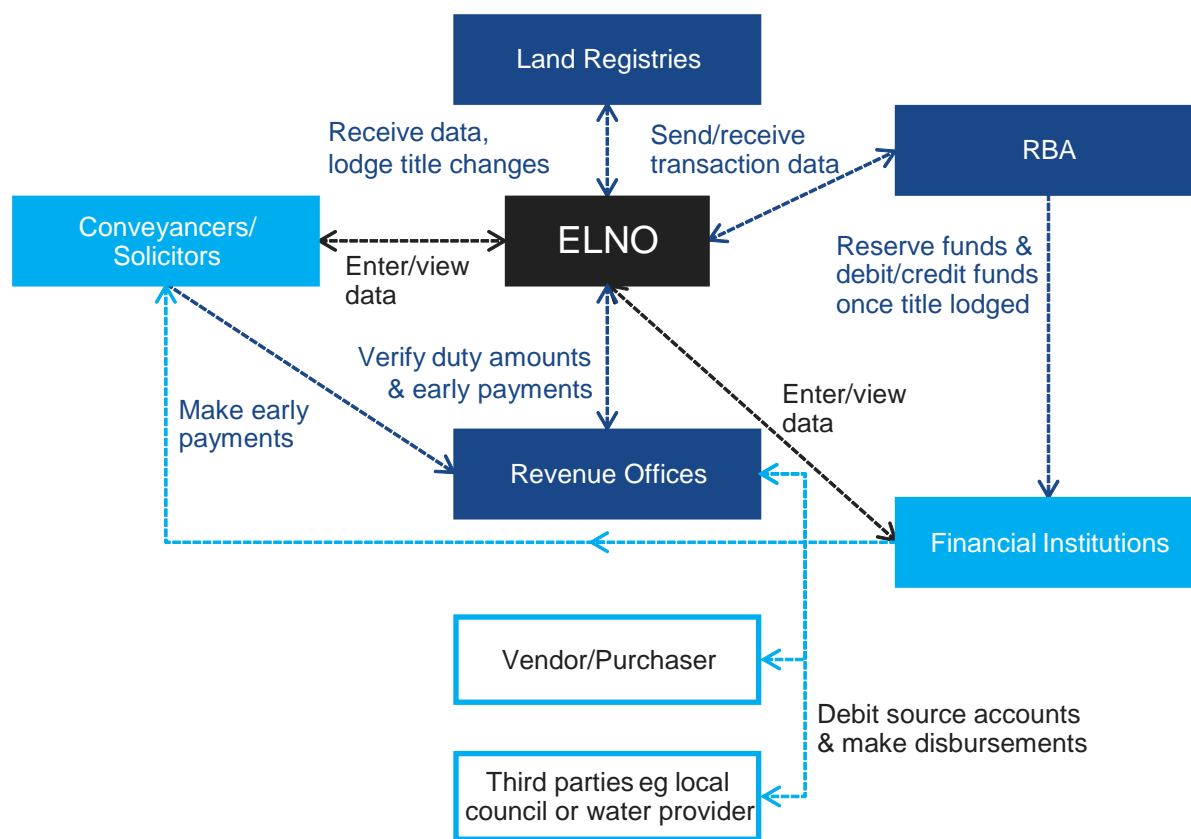 Land Registries
Receive data,
lodge title changes
Send/receive
transaction data
RBA
Conveyancers/
Solicitors
ELNO
Enter/view
data
Reserve funds &
debit/credit funds
once title lodged
Verify duty amounts
& early payments
Make early
payments
Enter/view
data
Revenue Offices
Financial Institutions
Vendor/Purchaser
Debit source accounts
& make disbursements
Third parties eg local
council or water provider